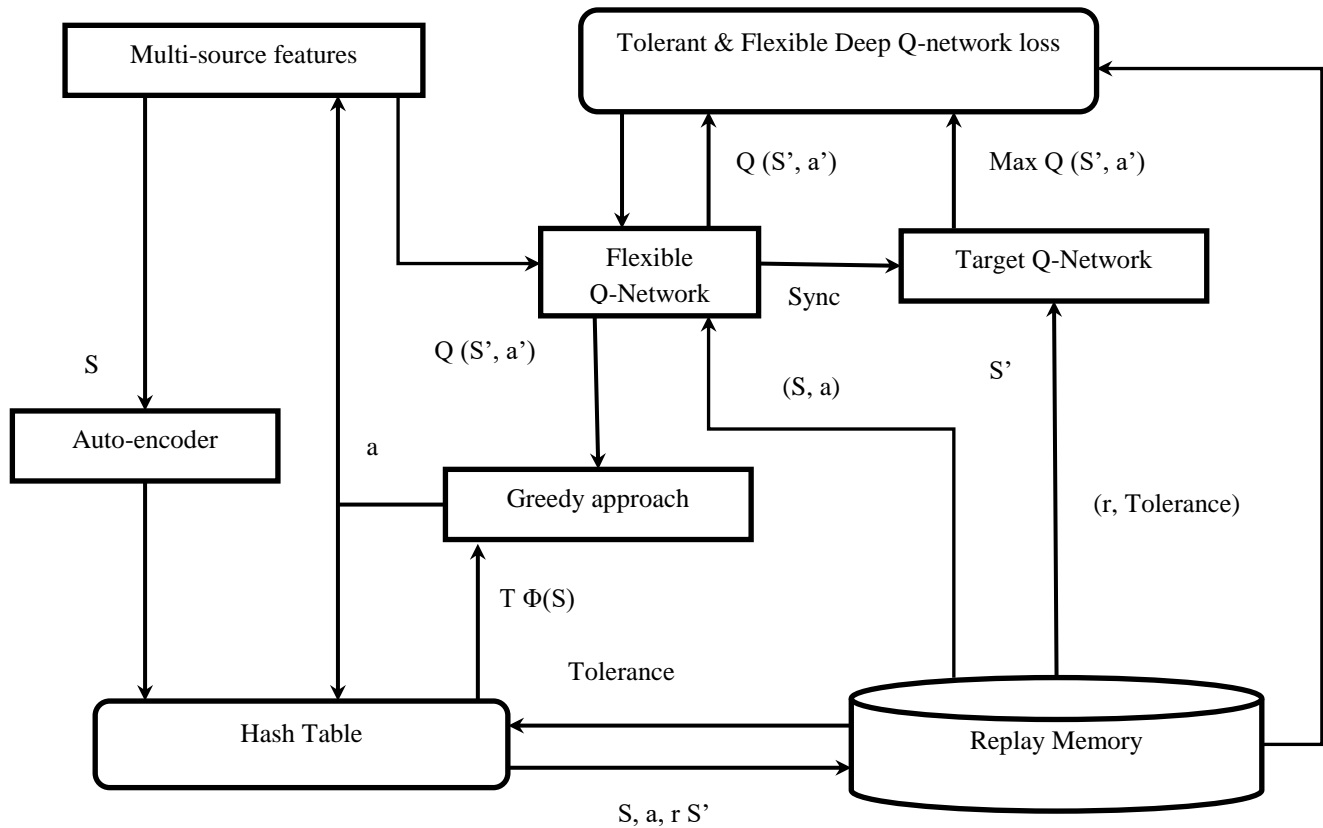 Tolerant & Flexible Deep Q-network loss
Multi-source features
Q (S’, a’)
Max Q (S’, a’)
Flexible
Q-Network
Target Q-Network
Sync
Q (S’, a’)
S
(S, a)
S’
Auto-encoder
a
Greedy approach
(r, Tolerance)
T Φ(S)
Tolerance
Hash Table
Replay Memory
S, a, r S’